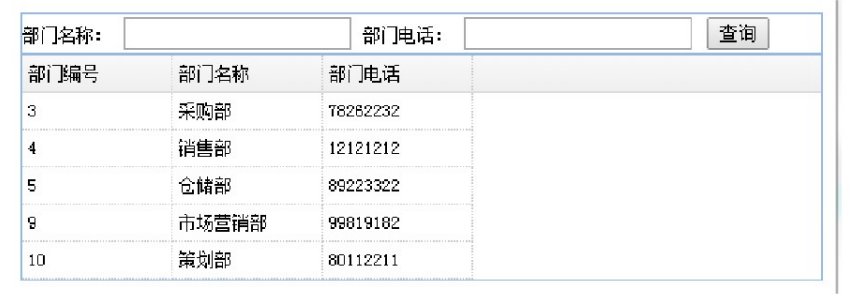 部门名称： 部门电话： 查询
部门编号 部门名称 部门电话
3 采购部 78262232
4 销售部 12121212
5 仓储部 89223322
9 市场营销部 99819182
10 策划部 80112211